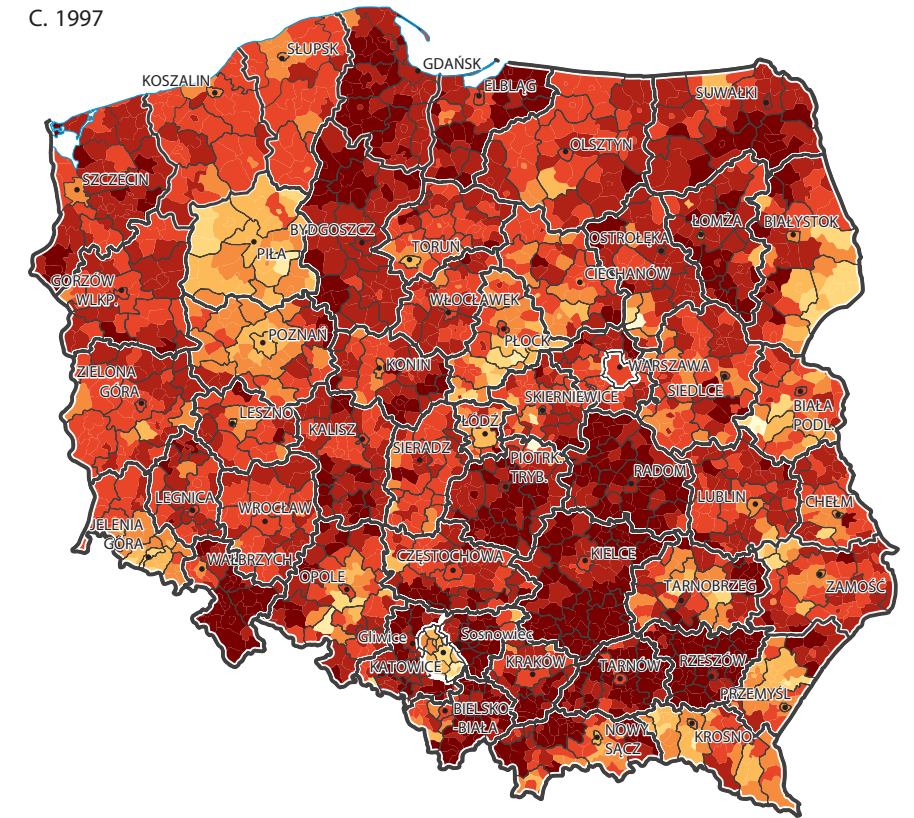 C. 1997
SŁUPSK
GDAŃSK
KOSZALIN
ELBLĄG
SUWAŁKI
OLSZTYN
SZCZECIN
ŁOMŻA
BIAŁYSTOK
BYDGOSZCZ
OSTROŁĘKA
TORUŃ
PIŁA
CIECHANÓW
GORZÓW
WLKP.
WŁOCŁAWEK
POZNAŃ
PŁOCK
KONIN
WARSZAWA
ZIELONA
GÓRA
SIEDLCE
SKIERNIEWICE
BIAŁA
PODL.
LESZNO
ŁÓDŹ
KALISZ
SIERADZ
PIOTRK.
TRYB.
RADOM
LEGNICA
LUBLIN
CHEŁM
WROCŁAW
JELENIA
GÓRA
WAŁBRZYCH
CZĘSTOCHOWA
KIELCE
OPOLE
TARNOBRZEG
ZAMOŚĆ
Gliwice
Sosnowiec
KATOWICE
KRAKÓW
TARNÓW
RZESZÓW
PRZEMYŚL
BIELSKO-
-BIAŁA
NOWY
SĄCZ
KROSNO